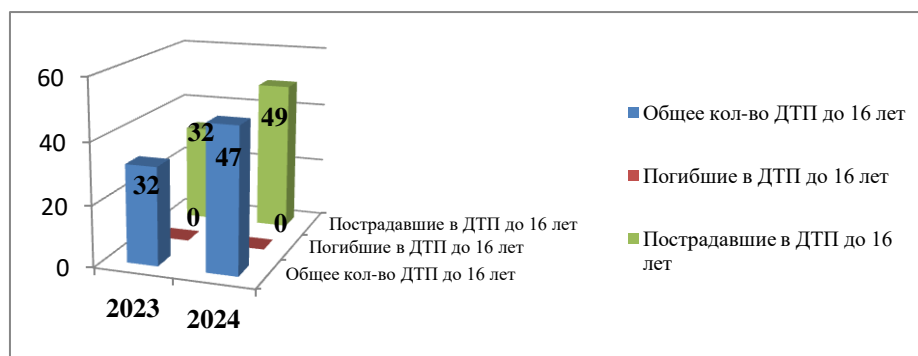 60
40
20
0
32
0
32
47
0
49
2023
2024
Пострадавшие в ДТП до 16 лет
Погибшие в ДТП до 16 лет
Общее кол-во ДТП до 16 лет
Общее кол-во ДТП до 16 лет
Погибшие в ДТП до 16 лет
Пострадавшие в ДТП до 16
лет